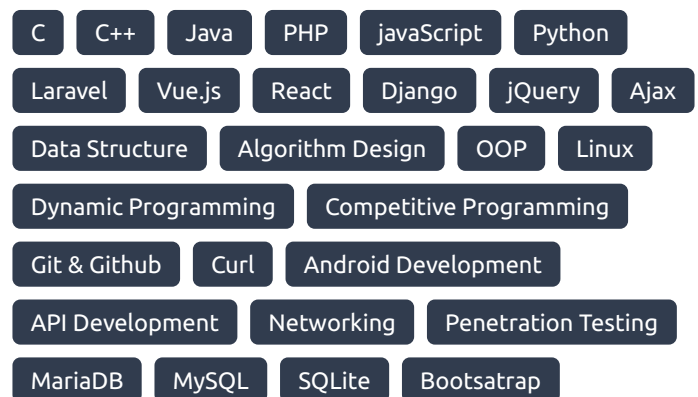 C C++ Java PHP javaScript Python
Laravel Vue.js React Django jQuery Ajax
Data Structure Algorithm Design OOP Linux
Dynamic Programming Competitive Programming
Git & Github Curl Android Development
API Development Networking Penetration Testing
MariaDB MySQL SQLite Bootsatrap